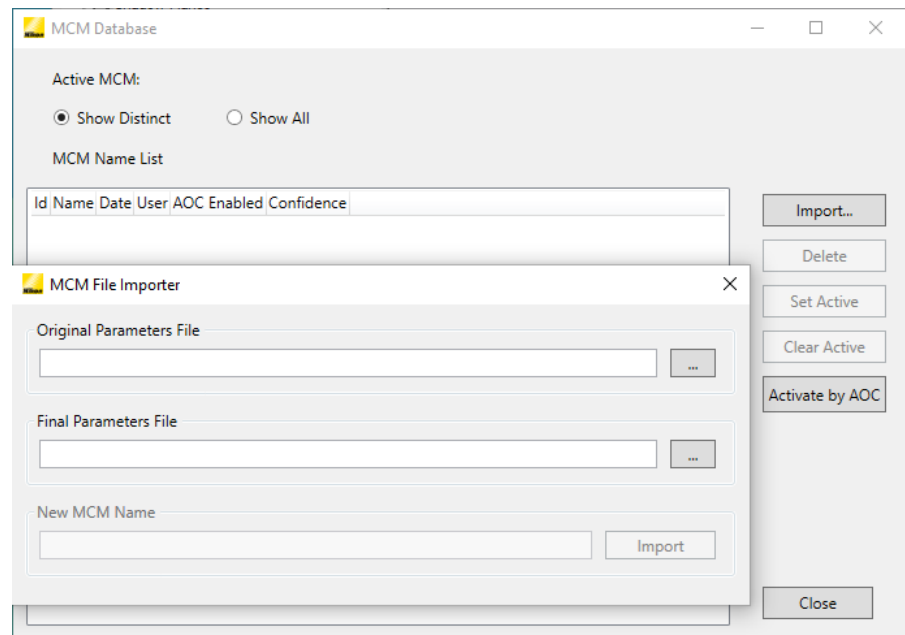 MCM Database
Active MCM:
Show Distinct Show All
MCM Name List
Id Name Date User AOC Enabled Confidence
Import...
Delete
Set Active
Clear Active
Activate by AOC
Close
MCM File Importer
Original Parameters File
...
Final Parameters File
...
New MCM Name
Import